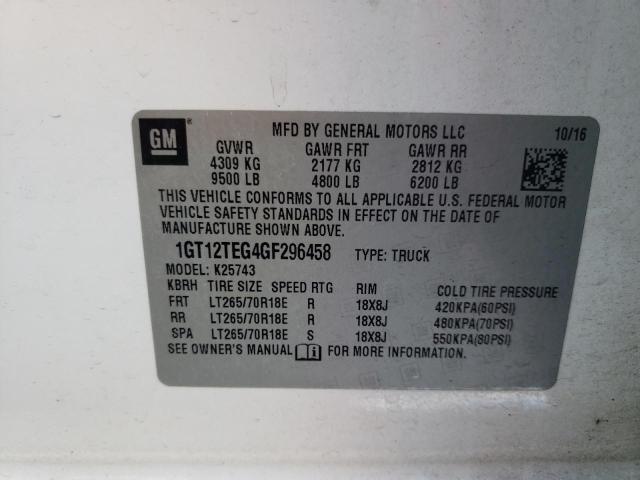 GM ®
MFD BY GENERAL MOTORS LLC 10/16
GVWR GAWR FRT GAWR RR
4309 KG 2177 KG 2812 KG
9500 LB 4800 LB 6200 LB
THIS VEHICLE CONFORMS TO ALL APPLICABLE U.S. FEDERAL MOTOR
VEHICLE SAFETY STANDARDS IN EFFECT ON THE DATE OF
MANUFACTURE SHOWN ABOVE.
1GT12TEG4GF296458 TYPE: TRUCK
MODEL: K25743
KBRH TIRE SIZE SPEED RTG RIM COLD TIRE PRESSURE
FRT LT265/70R18E R 18X8J 420KPA(60PSI)
RR LT265/70R18E R 18X8J 480KPA(70PSI)
SPA LT265/70R18E S 18X8J 550KPA(80PSI)
SEE OWNER'S MANUAL FOR MORE INFORMATION.